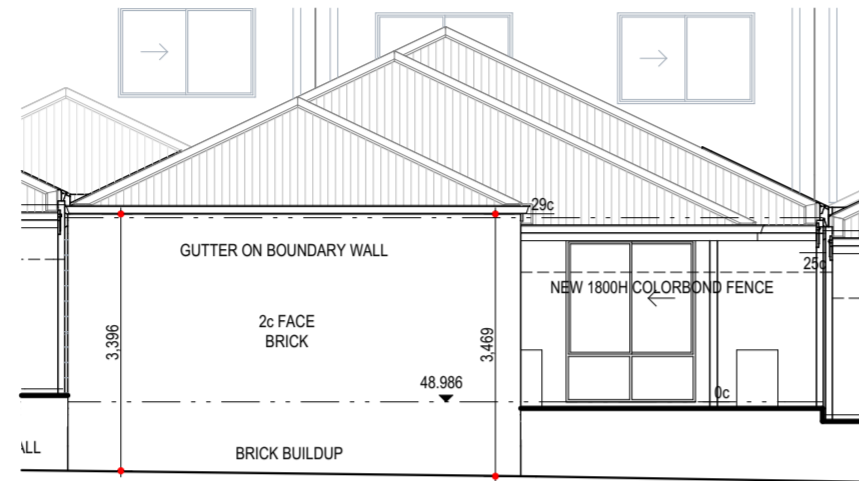 29c
GUTTER ON BOUNDARY WALL
25c
NEW 1800H COLORBOND FENCE
2c FACE
BRICK
3,396
3,469
48.986
0c
ALL
BRICK BUILDUP